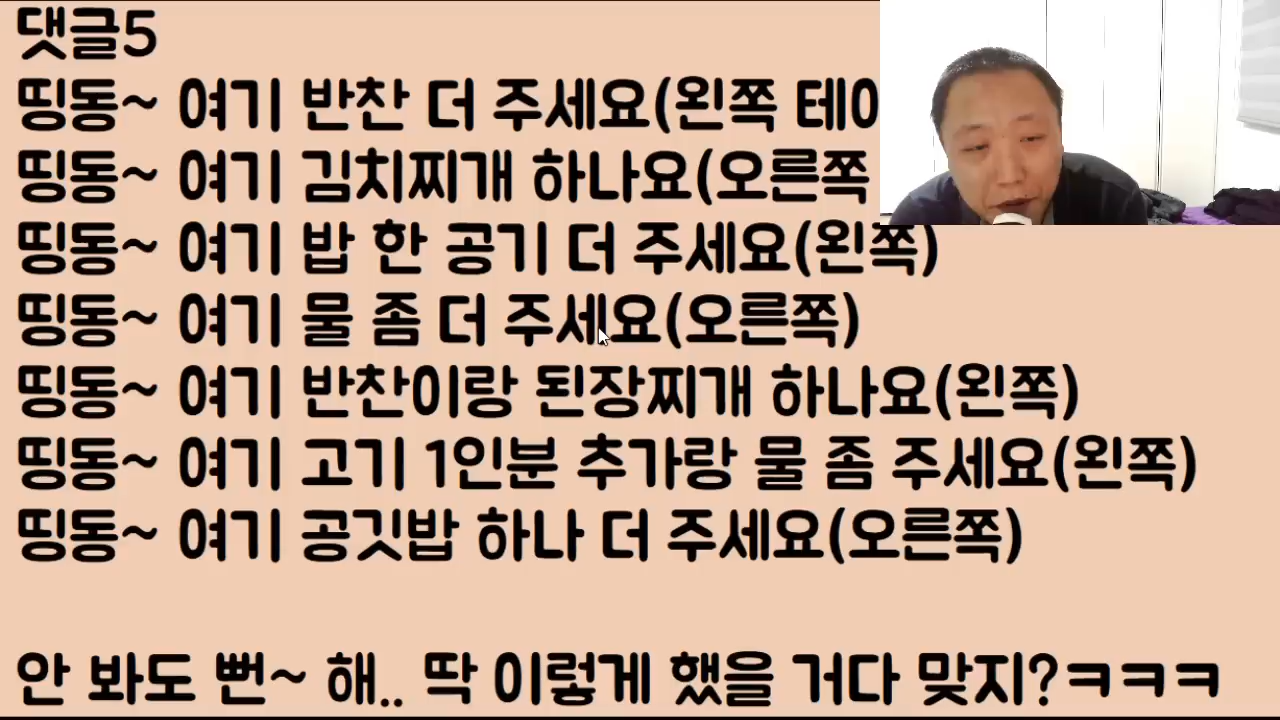 댓글5
띵동~ 여기 반찬 더 주세요(왼쪽
띵동~ 여기 김치찌개 하나요(오른쪽
띵동~ 여기 밥 한 공기 더 주세요(왼쪽)
띵동~ 여기 물 좀 더 주세요(오른쪽)
띵동~ 여기 반찬이랑 된장찌개 하나요(왼쪽)
띵동~ 여기 고기 1인분 추가랑 물 좀 주세요(왼쪽)
띵동~ 여기 공깃밥 하나 더 주세요(오른쪽)
안 봐도 뻔~ 해.. 딱 이렇게 했을 거다 맞지?ㅋㅋㅋ